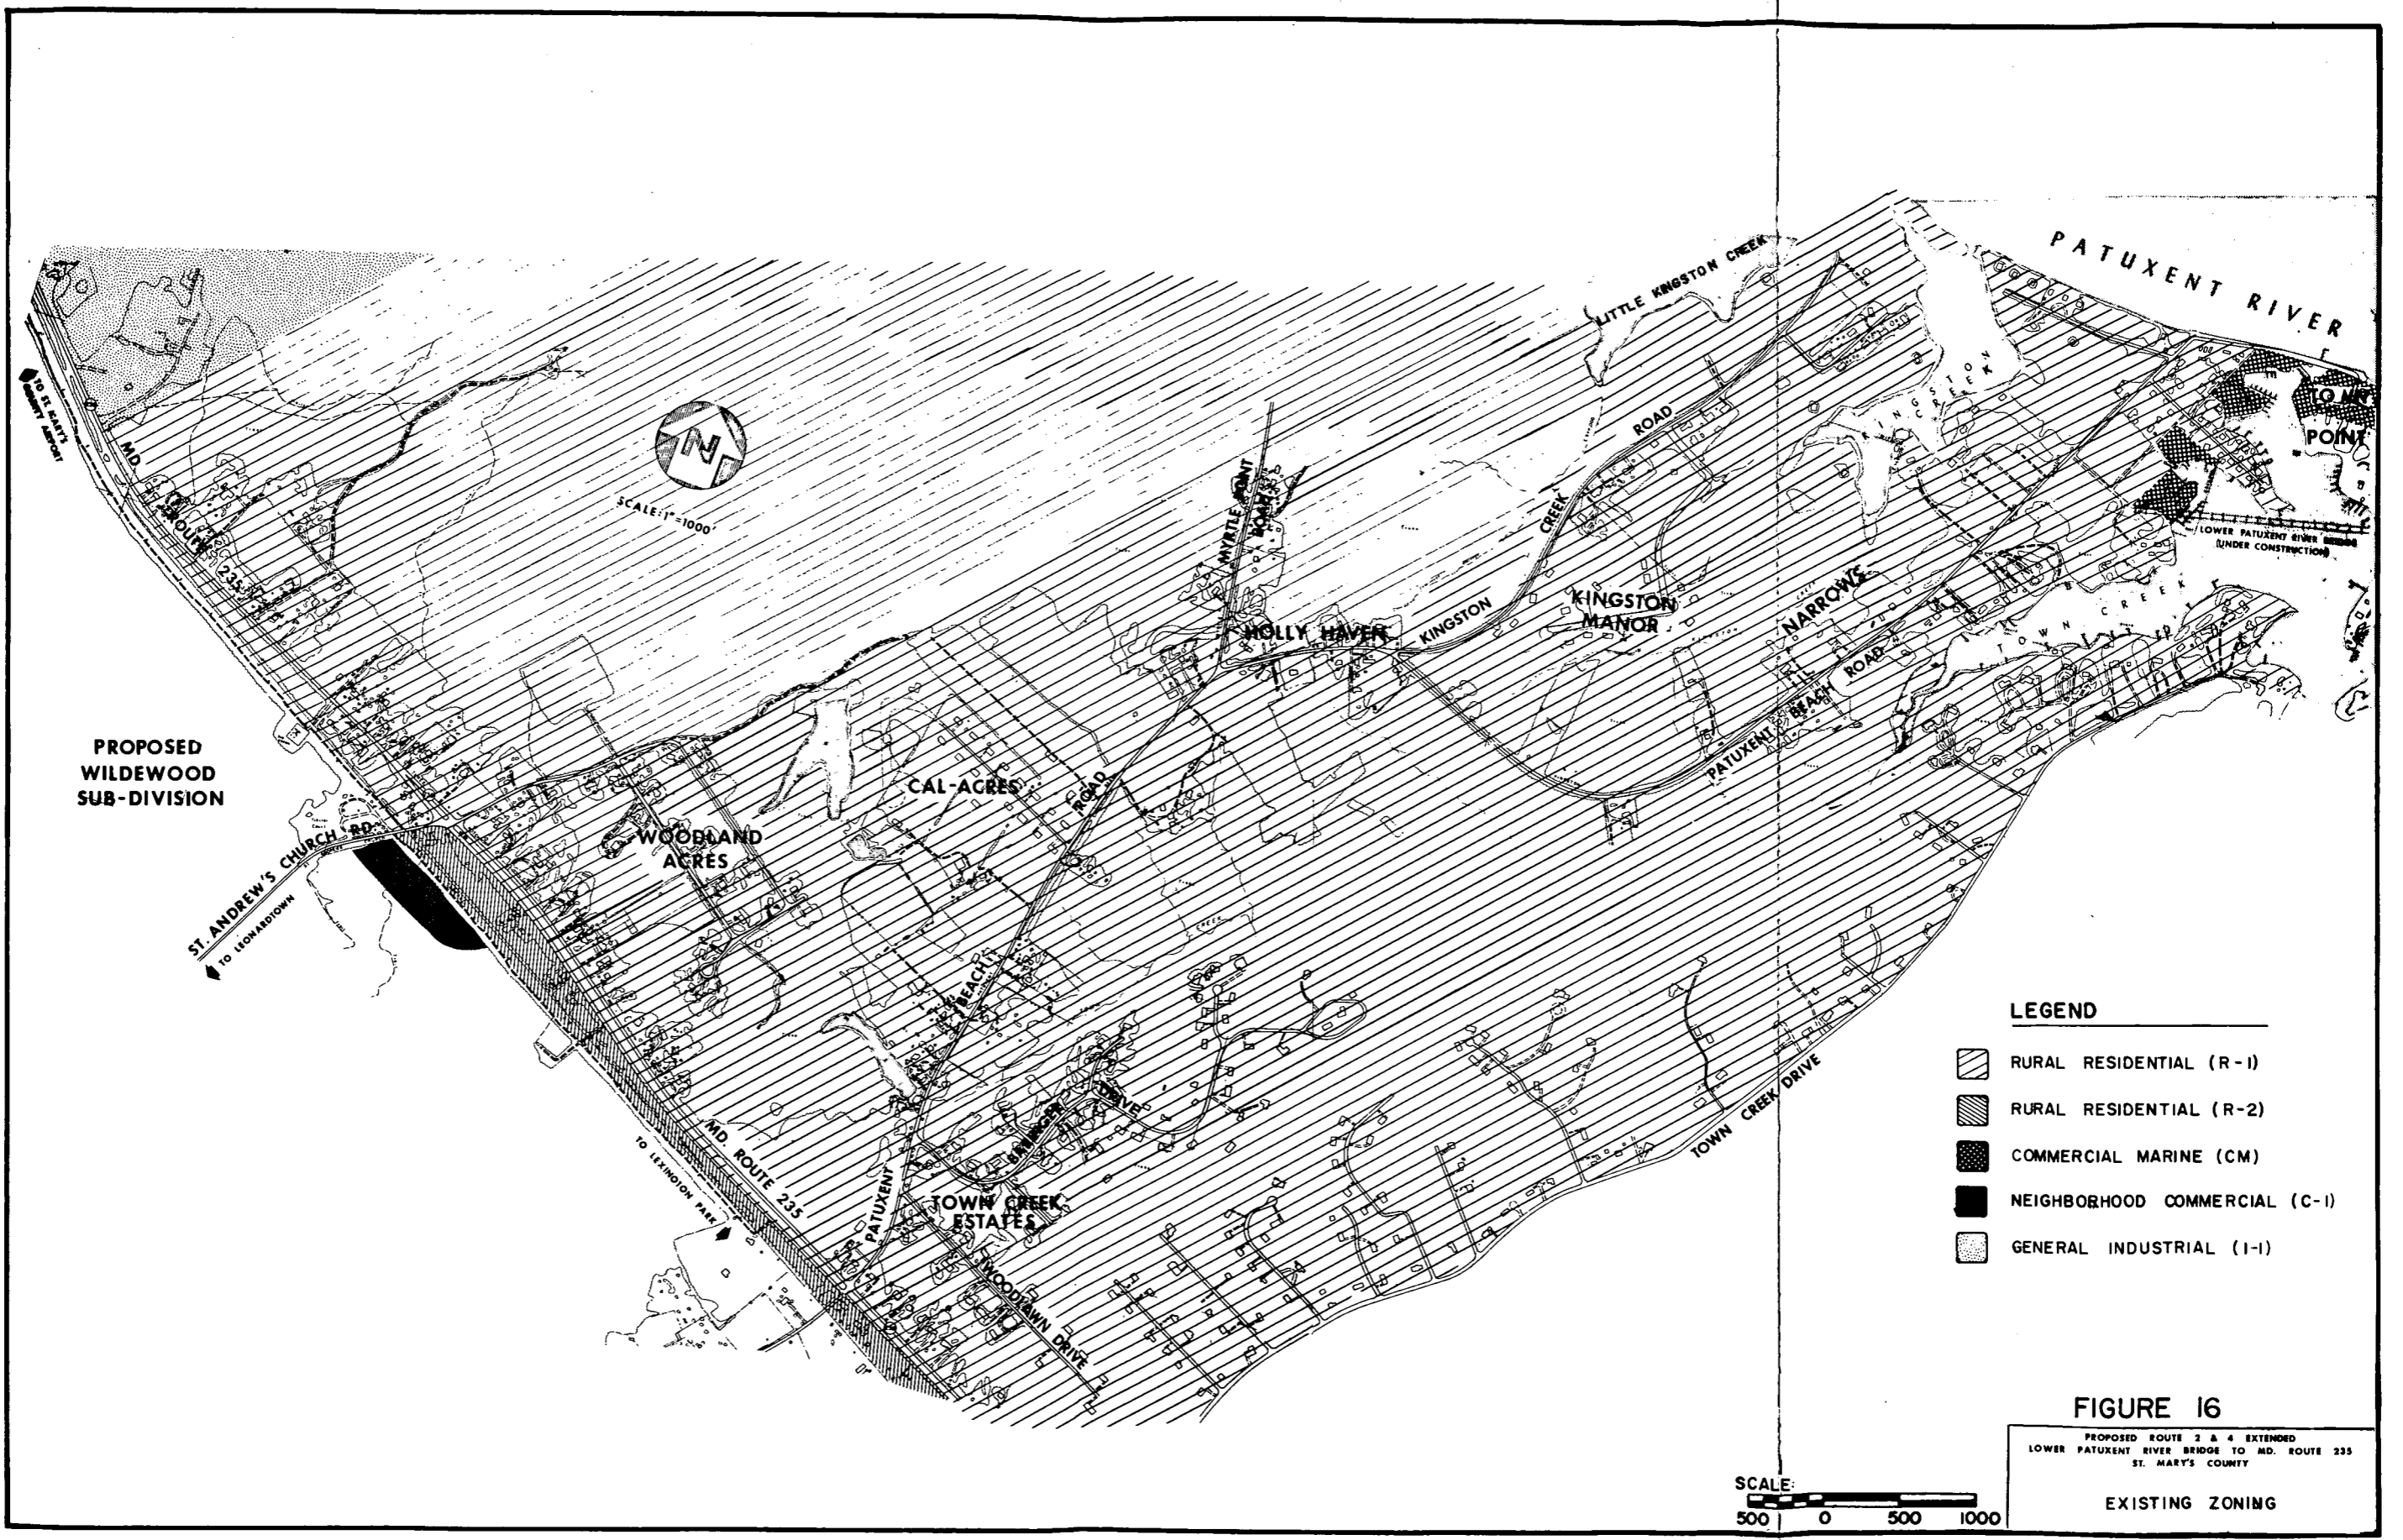 PATUXENT RIVER
LITTLE KINGSTON CREEK
KINGSTON
CREEK
TO ST. MARY'S
COUNTY AIRPORT
MD.
ROUTE
235
N
SCALE: 1"=1000'
MYRTLE POINT
ROAD
KINGSTON CREEK ROAD
TOWN
POINT
LOWER PATUXENT RIVER BRIDGE
(UNDER CONSTRUCTION)
HOLLY HAVEN
KINGSTON
MANOR
NARROWS
TOWN CREEK
PATUXENT BEACH ROAD
PROPOSED
WILDEWOOD
SUB-DIVISION
CAL-ACRES
WOODLAND
ACRES
ST. ANDREW'S CHURCH RD.
TO LEONARDTOWN
PATUXENT BEACH ROAD
CREEK
MD. ROUTE 235
TO LEXINGTON PARK
DRIVE
TOWN CREEK
ESTATES
WOODLAWN DRIVE
TOWN CREEK DRIVE
LEGEND
RURAL RESIDENTIAL (R-1)
RURAL RESIDENTIAL (R-2)
COMMERCIAL MARINE (CM)
NEIGHBORHOOD COMMERCIAL (C-1)
GENERAL INDUSTRIAL (I-1)
FIGURE 16
PROPOSED ROUTE 2 & 4 EXTENDED
LOWER PATUXENT RIVER BRIDGE TO MD. ROUTE 235
ST. MARY'S COUNTY
EXISTING ZONING
SCALE:
500 0 500 1000